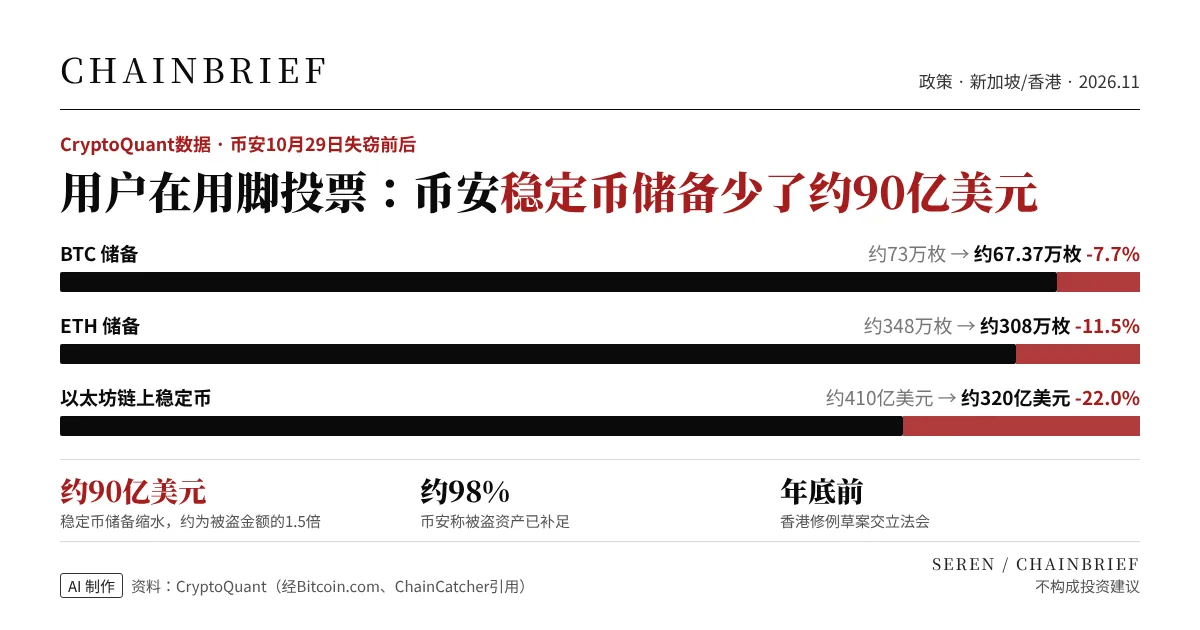 CHAINBRIEF
政策 · 新加坡/香港 · 2026.11
CryptoQuant数据 · 币安10月29日失窃前后
用户在用脚投票：币安稳定币储备少了约90亿美元
BTC 储备
约73万枚 → 约67.37万枚 -7.7%
ETH 储备
约348万枚 → 约308万枚 -11.5%
以太坊链上稳定币
约410亿美元 → 约320亿美元 -22.0%
约90亿美元
稳定币储备缩水，约为被盗金额的1.5倍
约98%
币安称被盗资产已补足
年底前
香港修例草案交立法会
SEREN / CHAINBRIEF
AI 制作 资料：CryptoQuant（经Bitcoin.com、ChainCatcher引用）
不构成投资建议